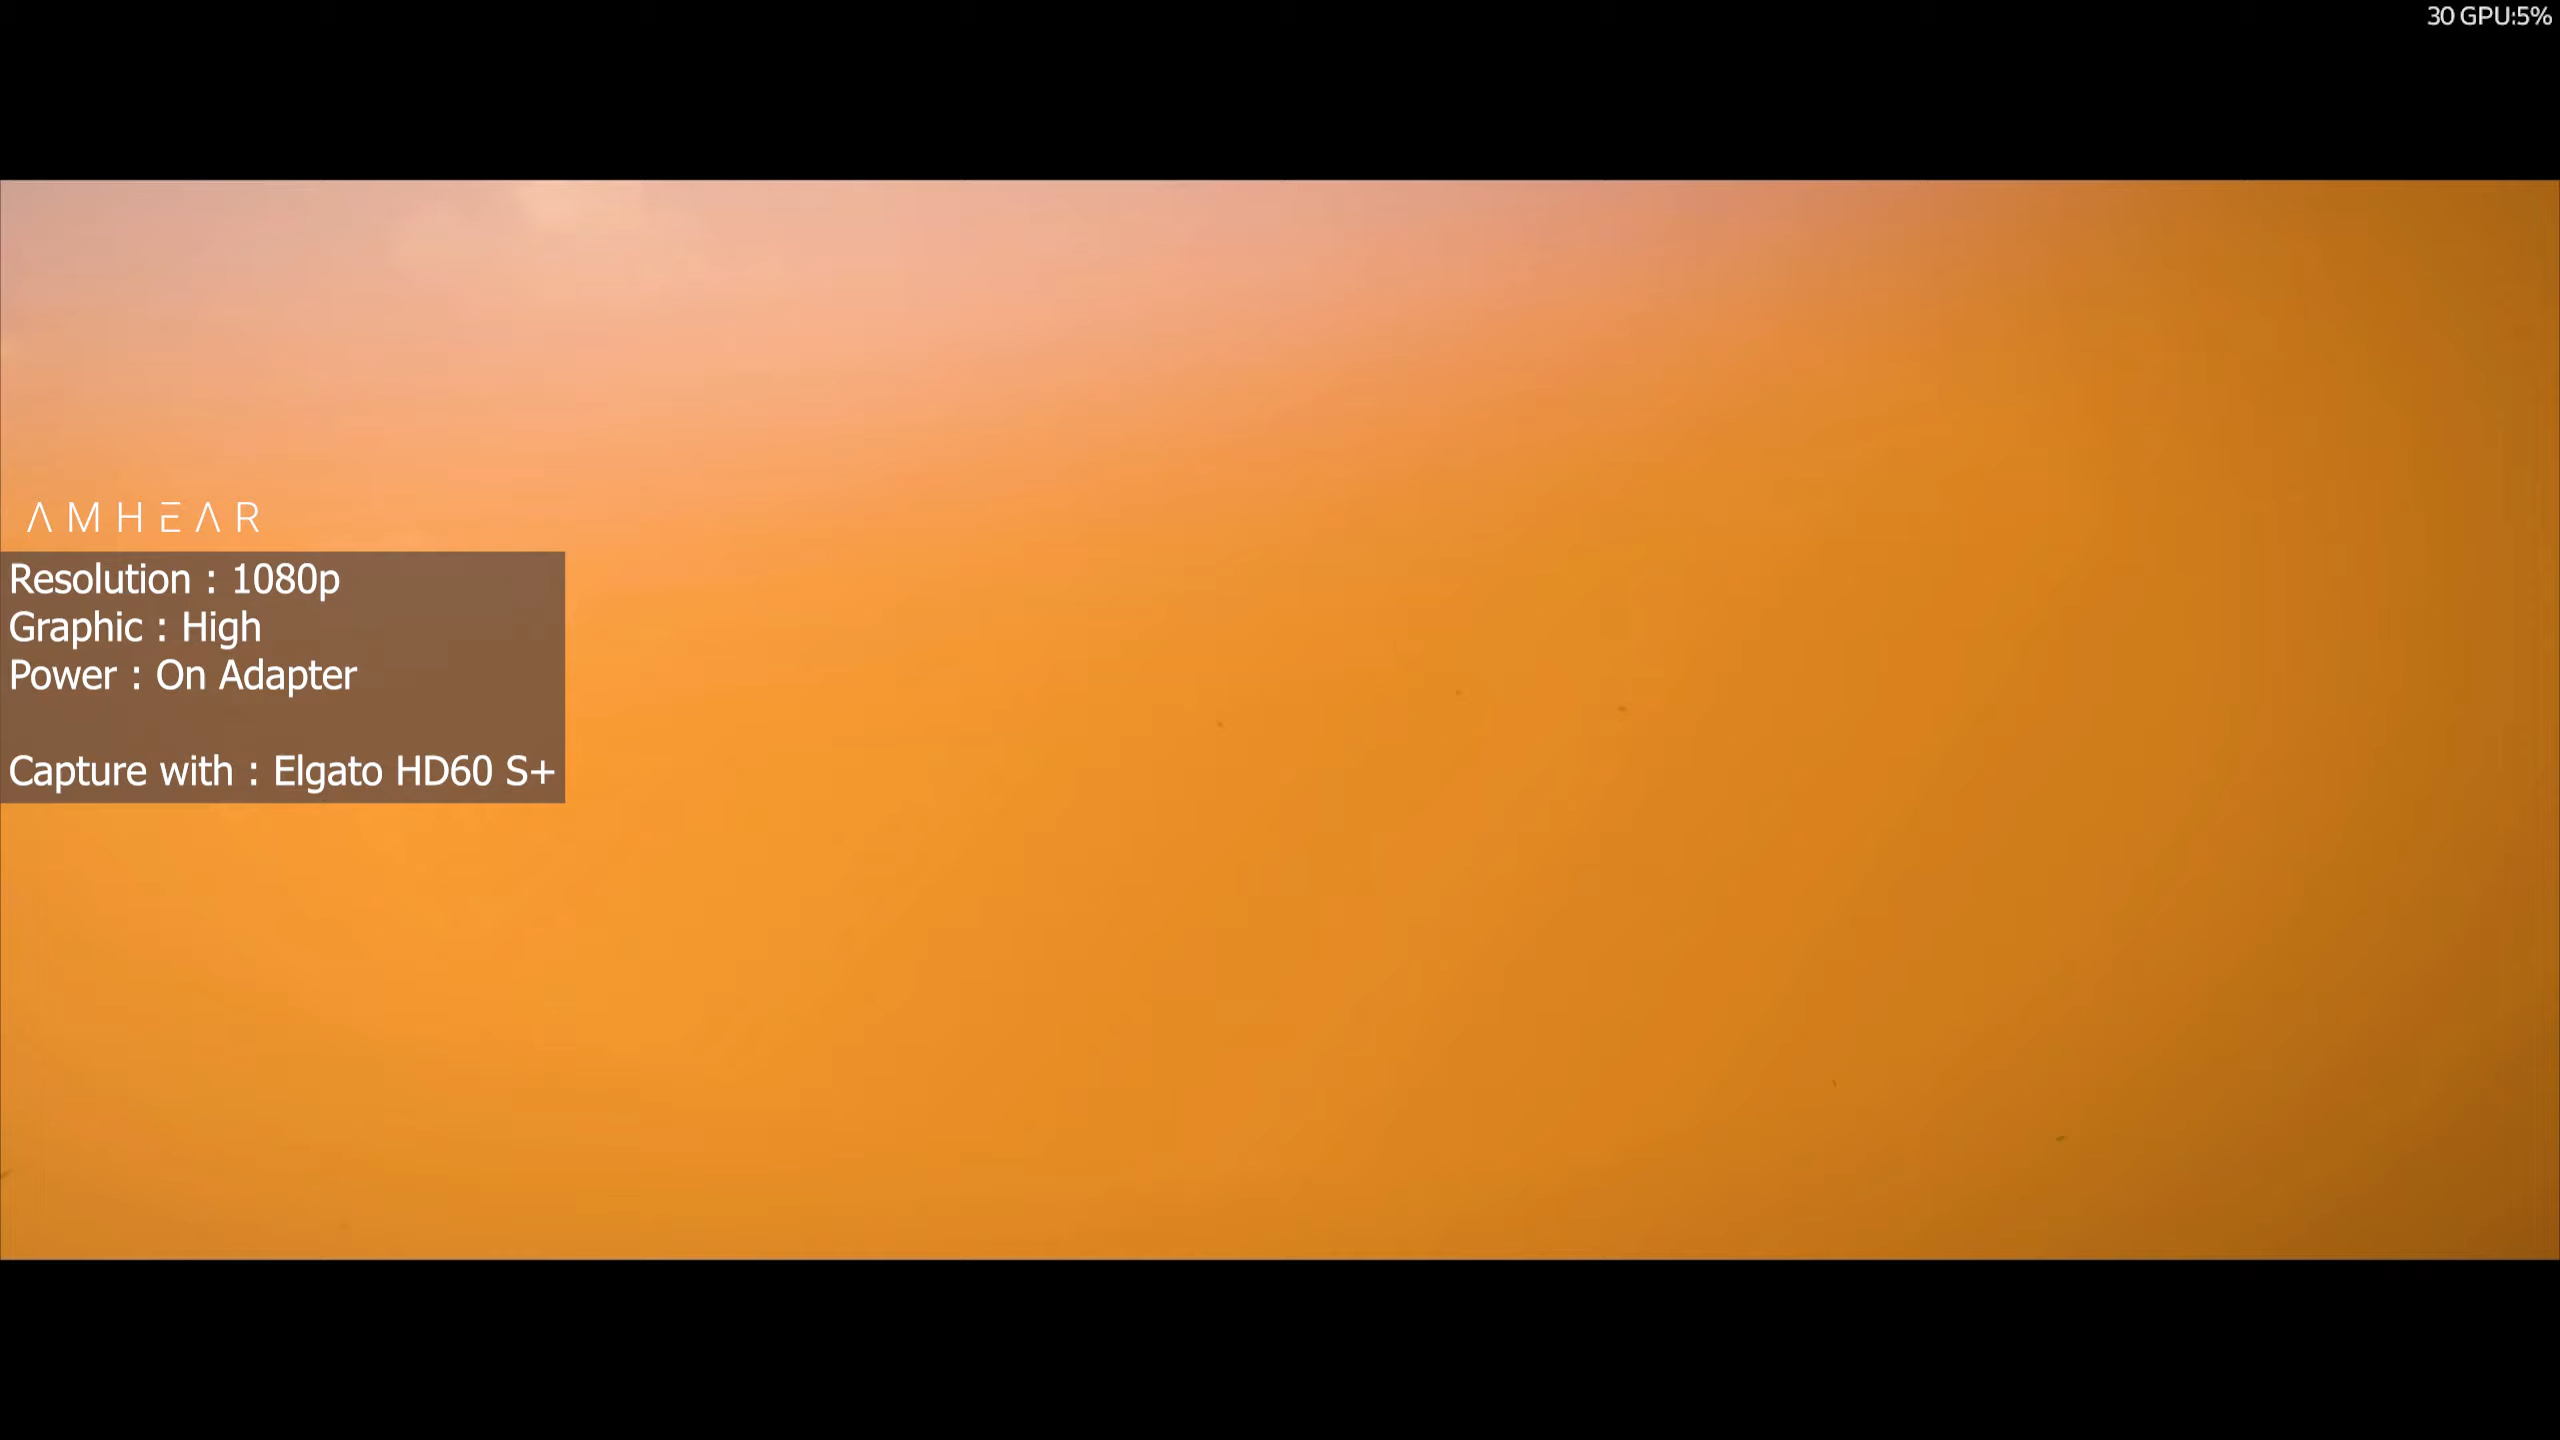 30 GPU:5%
AMHEAR
Resolution : 1080p
Graphic : High
Power : On Adapter
Capture with : Elgato HD60 S+